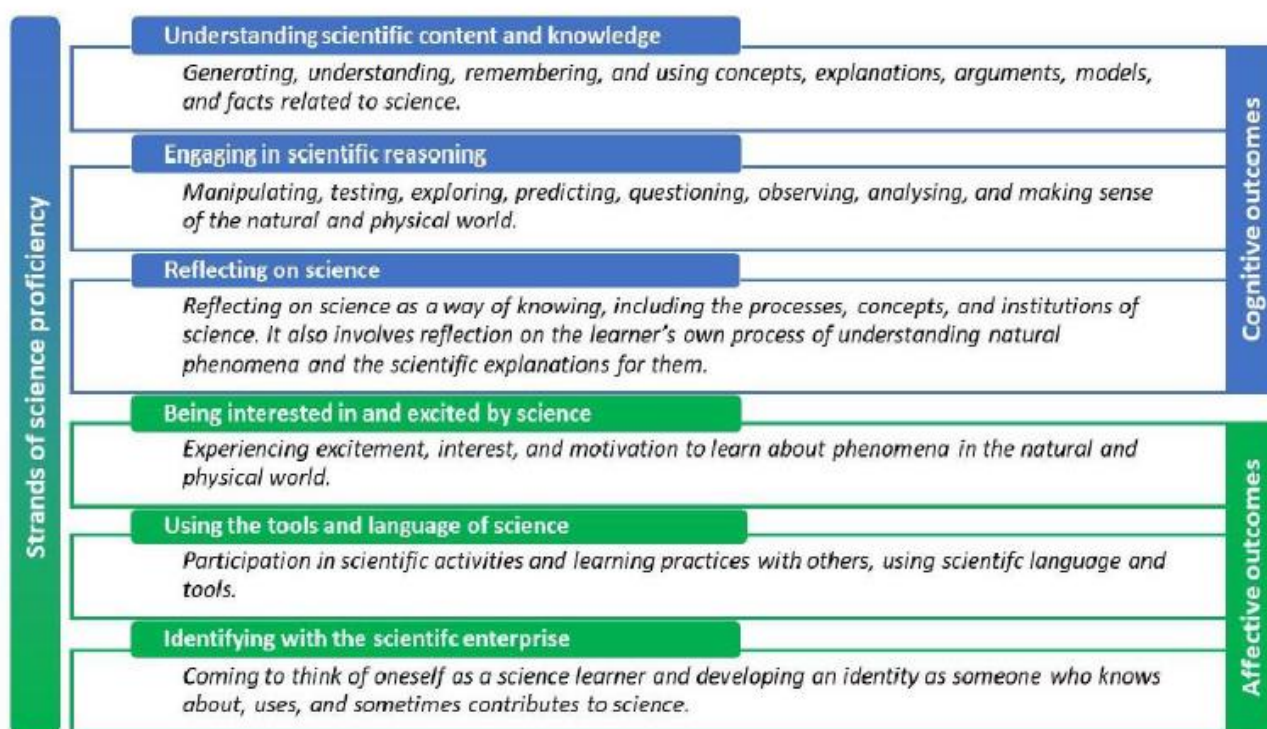 Strands of science proficiency
Understanding scientific content and knowledge
Generating, understanding, remembering, and using concepts, explanations, arguments, models,
and facts related to science.
Engaging in scientific reasoning
Manipulating, testing, exploring, predicting, questioning, observing, analysing, and making sense
of the natural and physical world.
Reflecting on science
Reflecting on science as a way of knowing, including the processes, concepts, and institutions of
science. It also involves reflection on the learner's own process of understanding natural
phenomena and the scientific explanations for them.
Cognitive outcomes
Being interested in and excited by science
Experiencing excitement, interest, and motivation to learn about phenomena in the natural and
physical world.
Using the tools and language of science
Participation in scientific activities and learning practices with others, using scientifc language and
tools.
Identifying with the scientifc enterprise
Coming to think of oneself as a science learner and developing an identity as someone who knows
about, uses, and sometimes contributes to science.
Affective outcomes